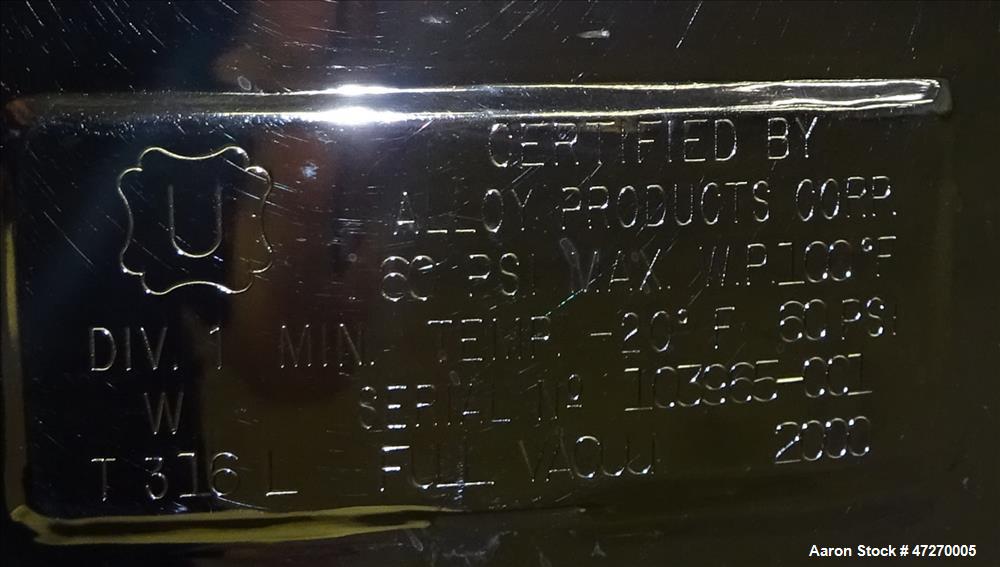 U
CERTIFIED BY
ALLOY PRODUCTS CORP.
60 PSI MAX. W.P. 100°F
DIV. 1 MIN. TEMP. -20° F 60 PSI
W SERIAL Nº 103965-001
T 316 L FULL VACUU 2000
Aaron Stock # 47270005